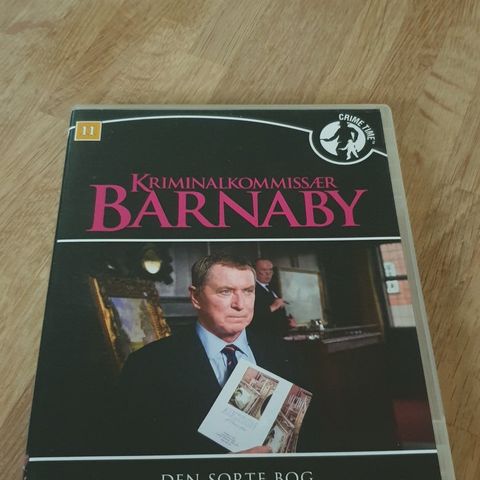 11
CRIME TIME
KRIMINALKOMMISSÆR
BARNABY
DEN SORTE BOG